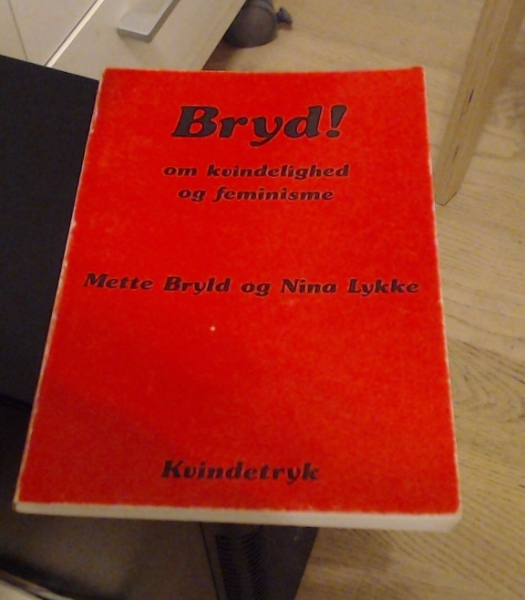 Bryd!
om kvindelighed
og feminisme
Mette Bryld og Nina Lykke
Kvindetryk